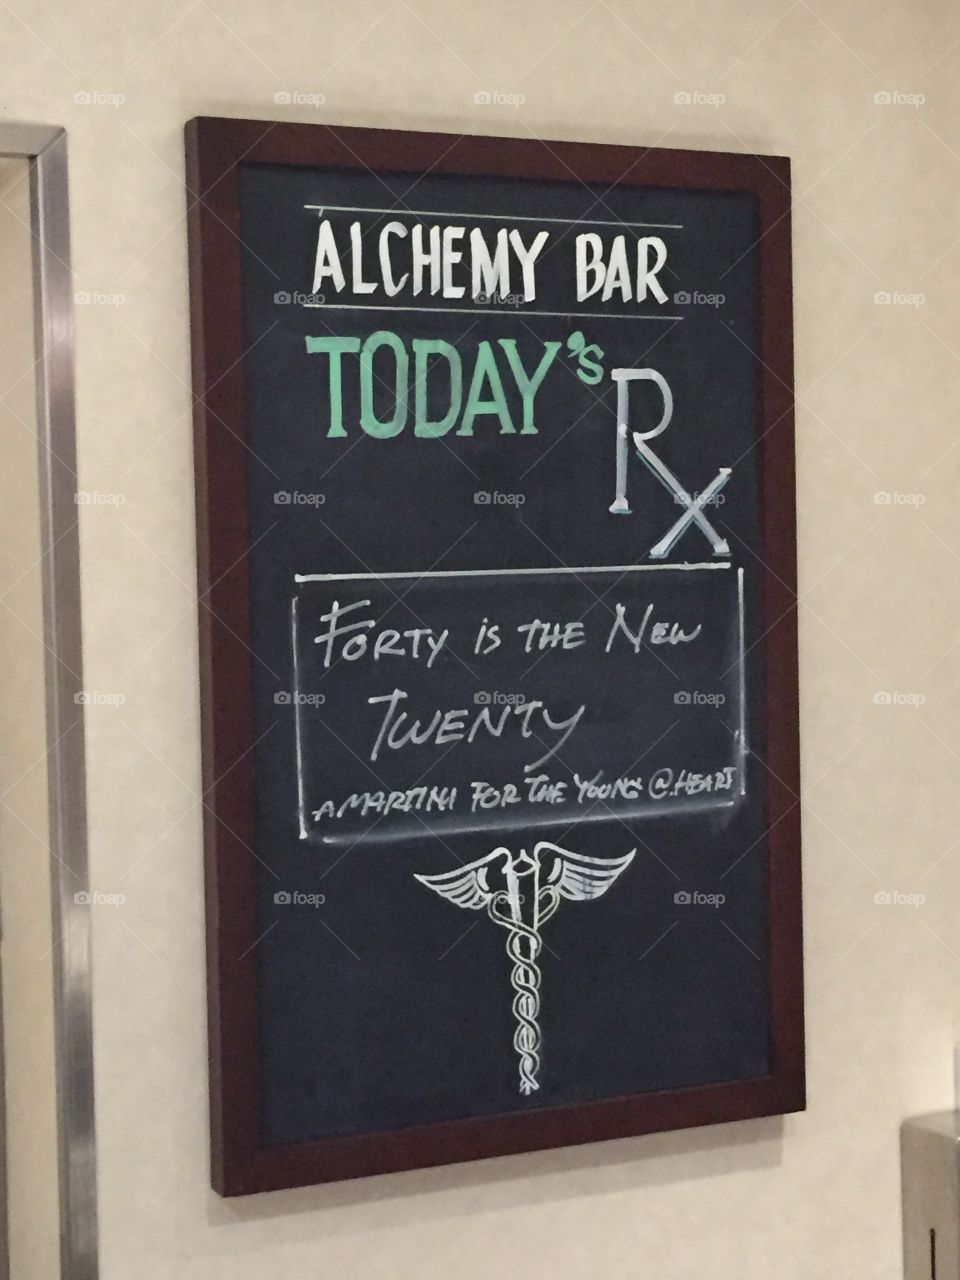 ALCHEMY BAR
TODAY'S
Rx
FORTY IS THE NEW
TWENTY
A MARTINI FOR THE YOUNG @ HEART